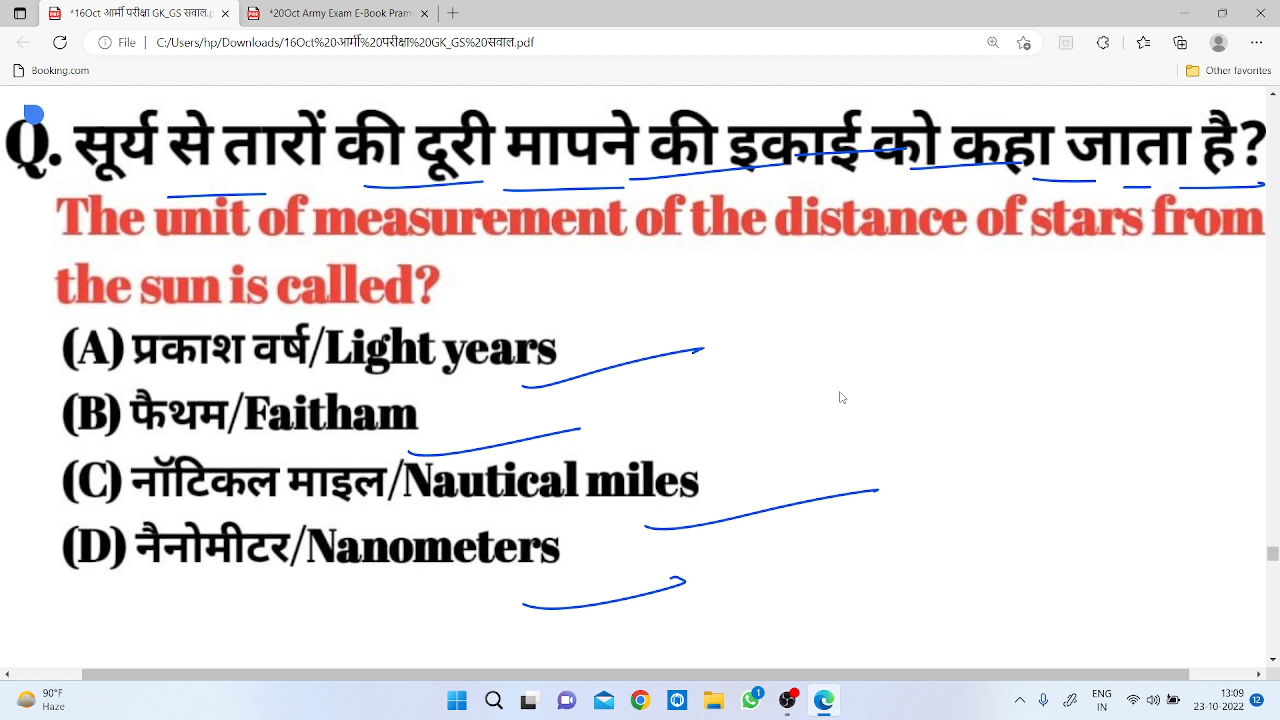 *16Oct आर्मी परीक्षा GK_GS सवाल.p
*20Oct Army Exam E-Book Pram
File C:/Users/hp/Downloads/16Oct%20आर्मी%20परीक्षा%20GK_GS%20सवाल.pdf
Booking.com
Other favorites
Q. सूर्य से तारों की दूरी मापने की इकाई को कहा जाता है?
The unit of measurement of the distance of stars from
the sun is called?
(A) प्रकाश वर्ष/Light years
(B) फैथम/Faitham
(C) नॉटिकल माइल/Nautical miles
(D) नैनोमीटर/Nanometers
90°F
Haze
1
ENG
IN
13:09
23-10-2022
12